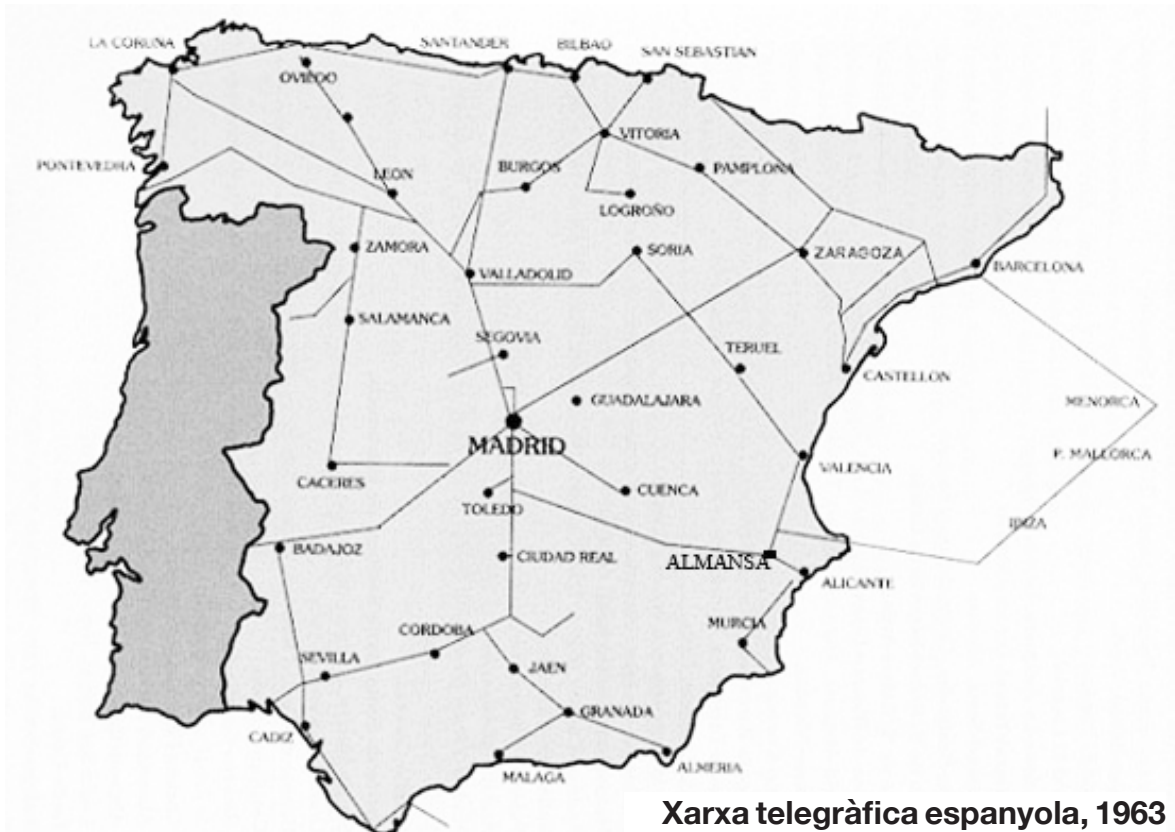 LA CORUÑA
SANTANDER
BILBAO
SAN SEBASTIAN
OVIEDO
VITORIA
PONTEVEDRA
LEON
BURGOS
PAMPLONA
LOGROÑO
ZAMORA
SORIA
ZARAGOZA
VALLADOLID
BARCELONA
SALAMANCA
SEGOVIA
TERUEL
CASTELLON
GUADALAJARA
MENORCA
MADRID
P. MALLORCA
VALENCIA
CACERES
CUENCA
TOLEDO
IBIZA
BADAJOZ
CIUDAD REAL
ALMANSA
ALICANTE
MURCIA
CORDOBA
SEVILLA
JAEN
GRANADA
CADIZ
ALMERIA
MALAGA
Xarxa telegràfica espanyola, 1963